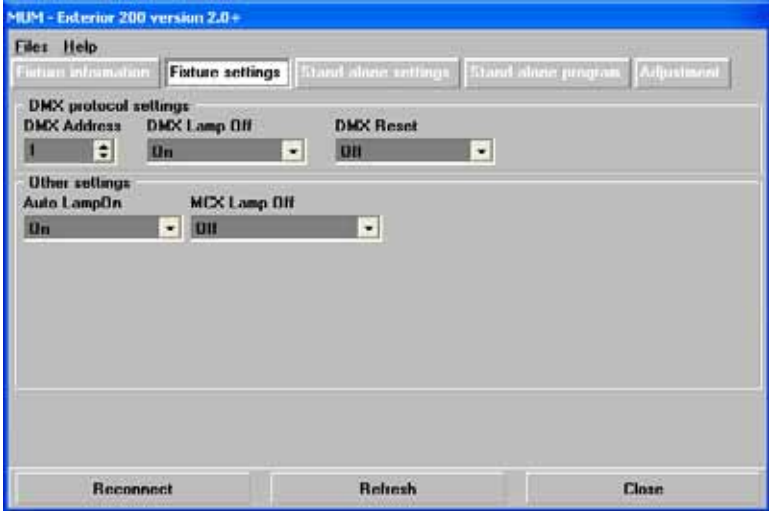 MUM - Exterior 200 version 2.0+
Files Help
Fixture information Fixture settings Stand alone settings Stand alone program Adjustment
DMX protocol settings
DMX Address DMX Lamp Off DMX Reset
1 On Off
Other settings
Auto LampOn MCX Lamp Off
On Off
Reconnect Refresh Close